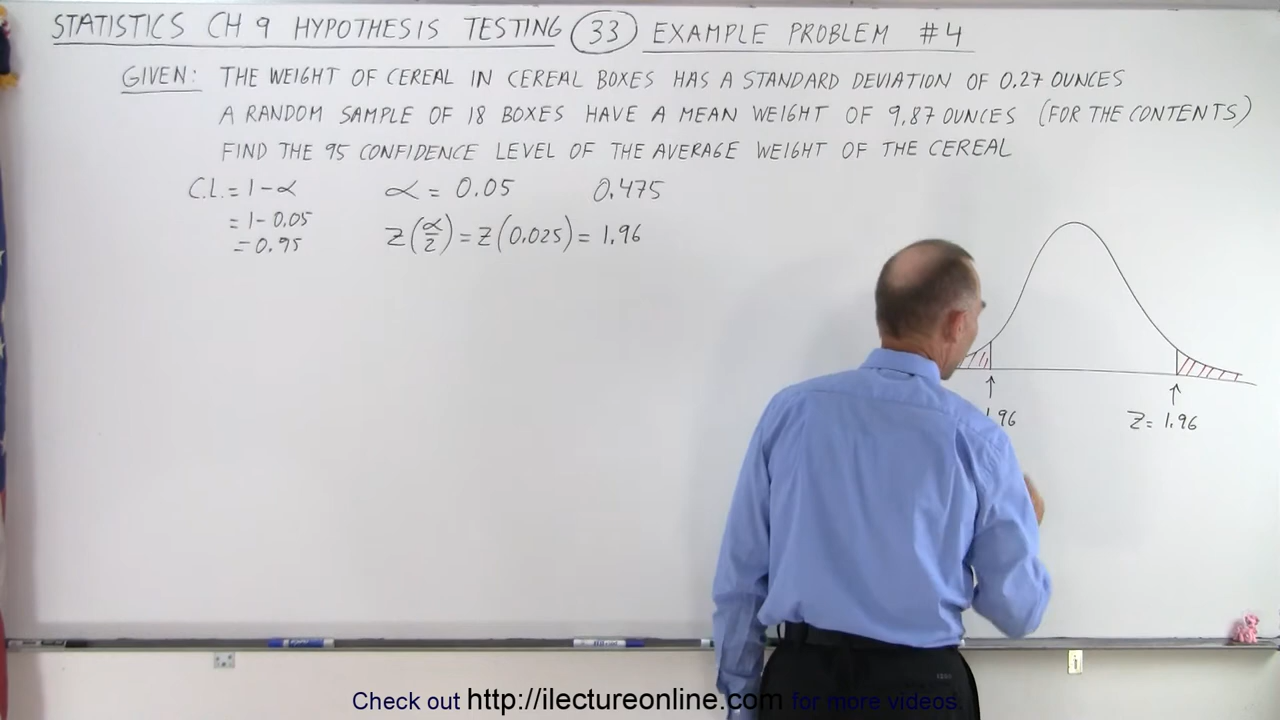 STATISTICS CH 9 HYPOTHESIS TESTING 33 EXAMPLE PROBLEM #4
GIVEN: THE WEIGHT OF CEREAL IN CEREAL BOXES HAS A STANDARD DEVIATION OF 0.27 OUNCES
A RANDOM SAMPLE OF 18 BOXES HAVE A MEAN WEIGHT OF 9.87 OUNCES (FOR THE CONTENTS)
FIND THE 95 CONFIDENCE LEVEL OF THE AVERAGE WEIGHT OF THE CEREAL
C.L. = 1-α α = 0.05 0.475
= 1-0.05
= 0.95
Z(α/2) = Z(0.025) = 1.96
1.96 Z= 1.96
Check out http://ilectureonline.com for more videos.